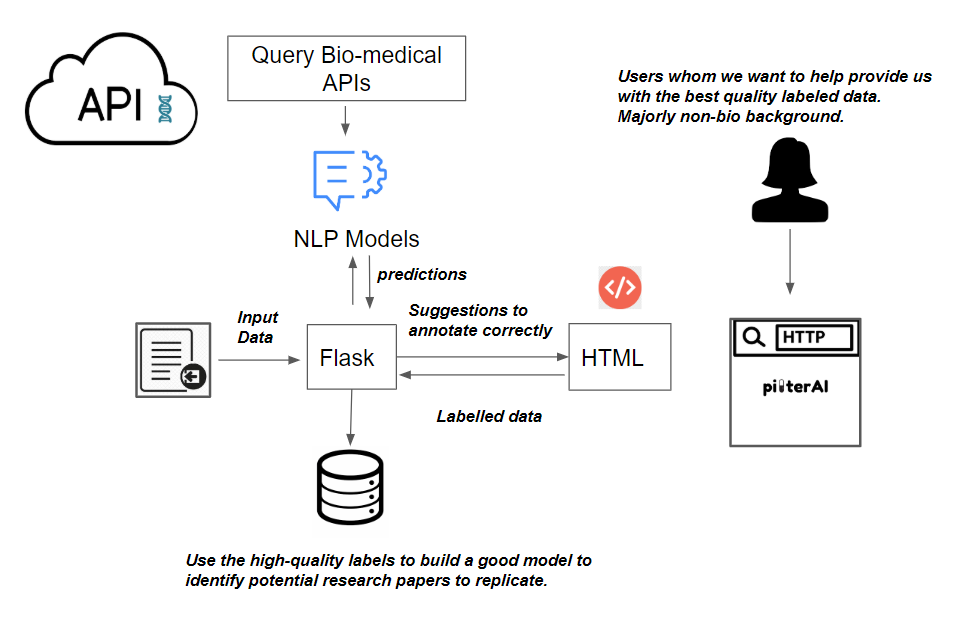 API
Query Bio-medical
APIs
Users whom we want to help provide us
with the best quality labeled data.
Majorly non-bio background.
NLP Models
predictions
</>
Input
Data
Suggestions to
annotate correctly
Flask
HTML
HTTP
Labelled data
Use the high-quality labels to build a good model to
identify potential research papers to replicate.